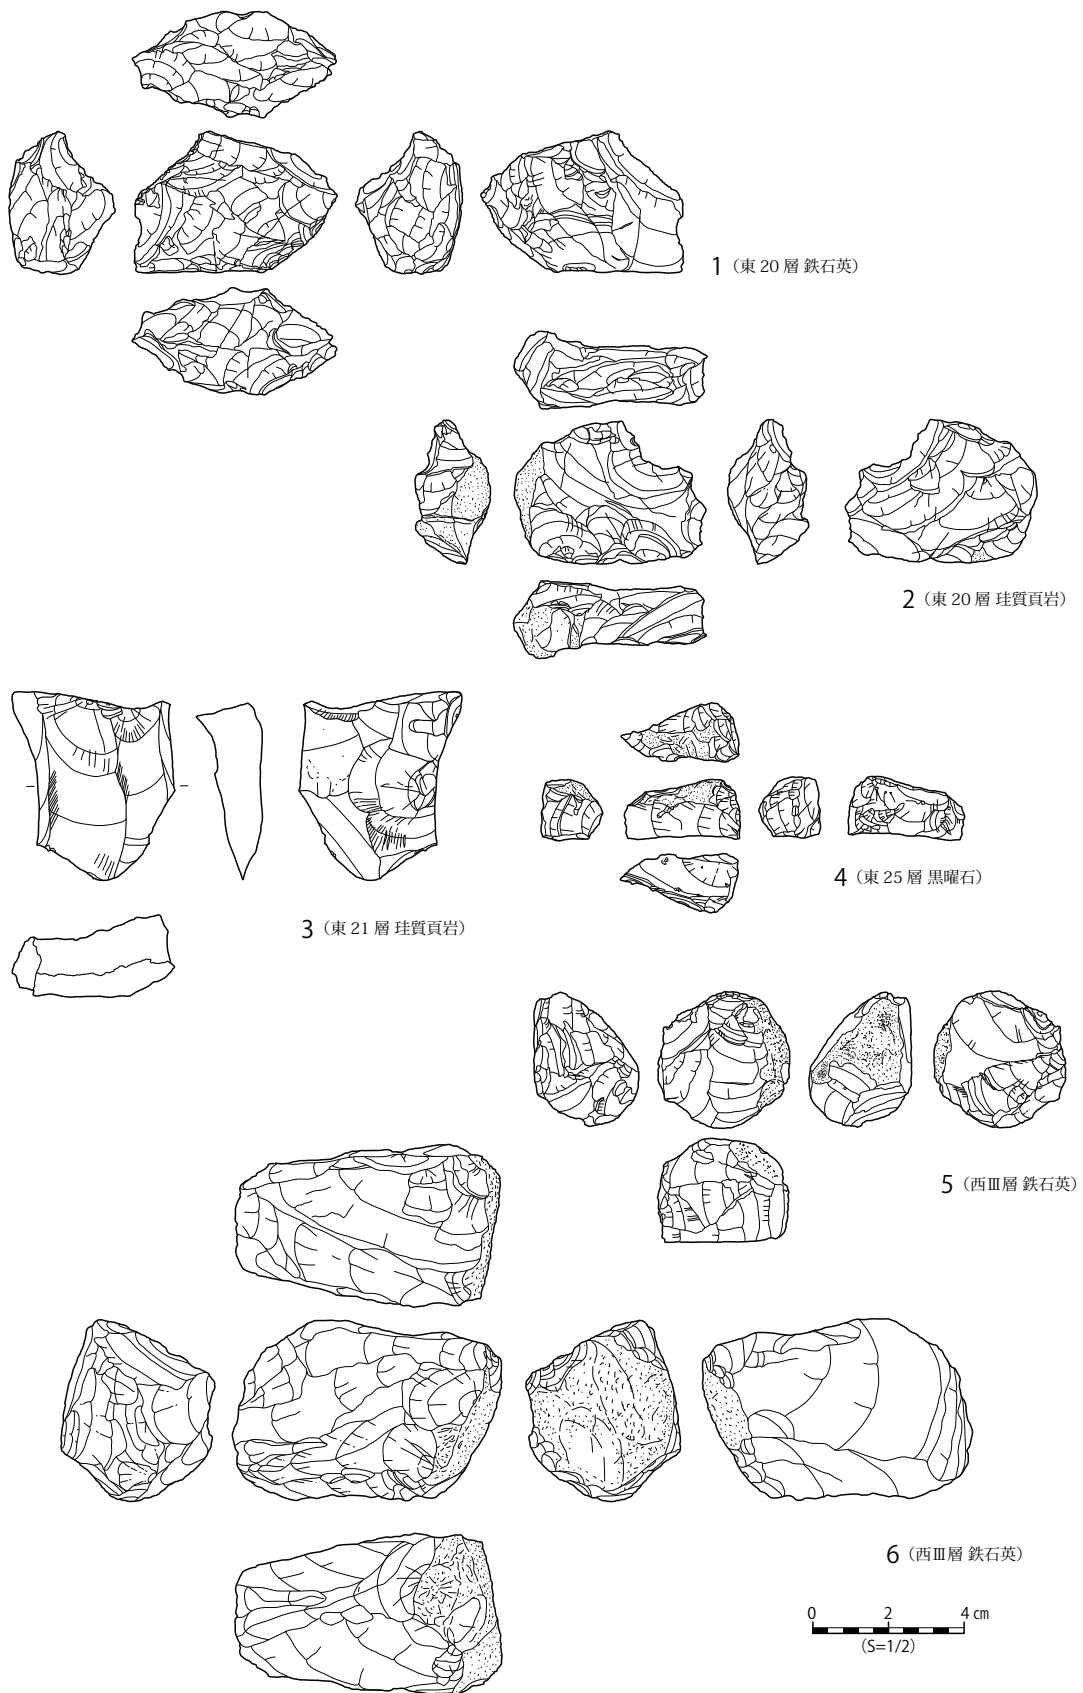 1（東 20 層 鉄石英）
2（東 20 層 珪質頁岩）
3（東 21 層 珪質頁岩）
4（東 25 層 黒曜石）
5（西Ⅲ層 鉄石英）
6（西Ⅲ層 鉄石英）
0 2 4 ㎝
(S=1/2)